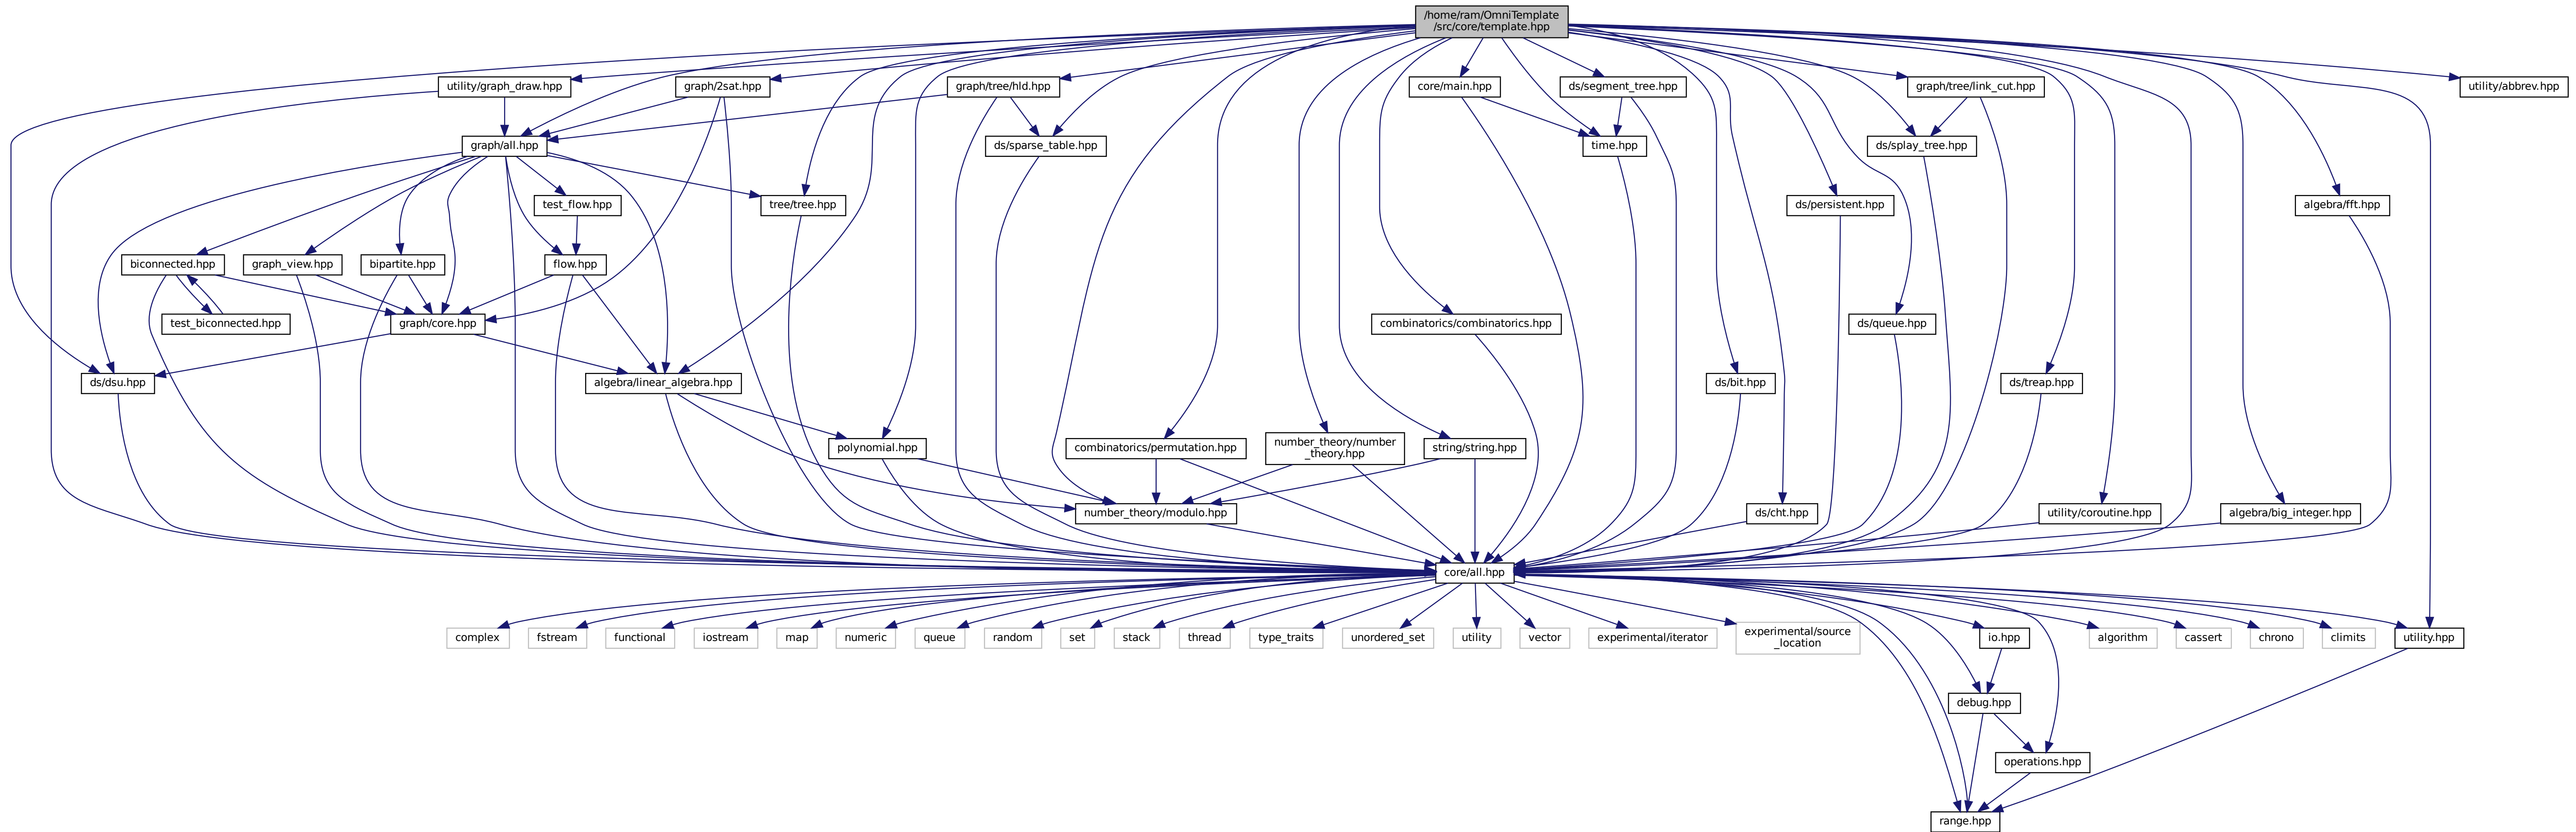 /home/ram/OmniTemplate
/src/core/template.hpp
utility/graph_draw.hpp
graph/2sat.hpp
graph/tree/hld.hpp
core/main.hpp
ds/segment_tree.hpp
graph/tree/link_cut.hpp
utility/abbrev.hpp
graph/all.hpp
ds/sparse_table.hpp
time.hpp
ds/splay_tree.hpp
test_flow.hpp
tree/tree.hpp
ds/persistent.hpp
algebra/fft.hpp
biconnected.hpp
graph_view.hpp
bipartite.hpp
flow.hpp
test_biconnected.hpp
graph/core.hpp
combinatorics/combinatorics.hpp
ds/queue.hpp
ds/dsu.hpp
algebra/linear_algebra.hpp
ds/bit.hpp
ds/treap.hpp
polynomial.hpp
combinatorics/permutation.hpp
number_theory/number
_theory.hpp
string/string.hpp
number_theory/modulo.hpp
ds/cht.hpp
utility/coroutine.hpp
algebra/big_integer.hpp
core/all.hpp
complex
fstream
functional
iostream
map
numeric
queue
random
set
stack
thread
type_traits
unordered_set
utility
vector
experimental/iterator
experimental/source
_location
io.hpp
algorithm
cassert
chrono
climits
utility.hpp
debug.hpp
operations.hpp
range.hpp